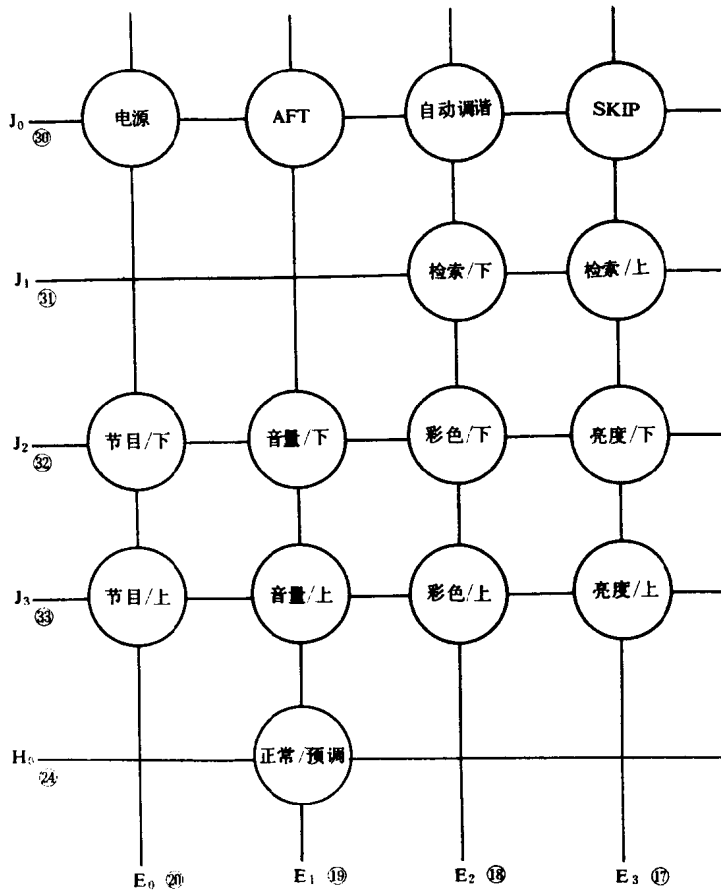 J₀ 电源 AFT 自动调谐 SKIP
㉚
J₁ 检索/下 检索/上
㉛
J₂ 节目/下 音量/下 彩色/下 亮度/下
㉜
J₃ 节目/上 音量/上 彩色/上 亮度/上
㉝
H₀ 正常/预调
㉔
E₀ ⑳ E₁ ⑲ E₂ ⑱ E₃ ⑰